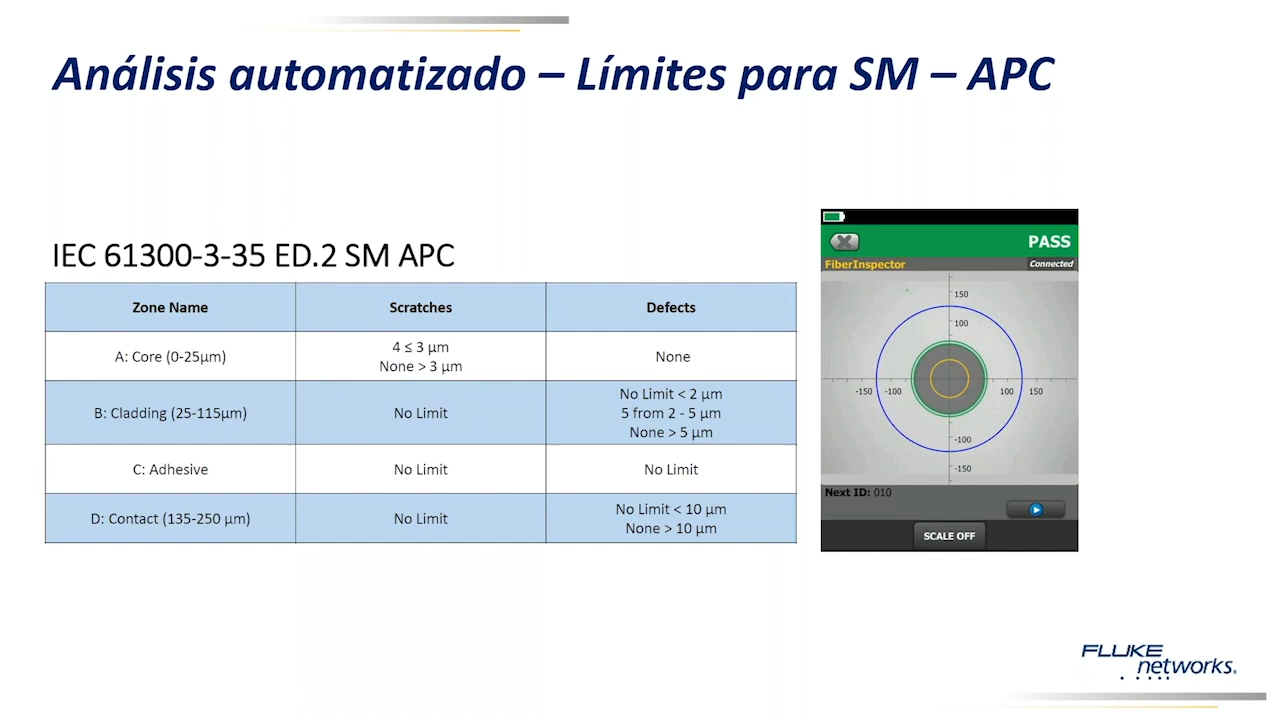 Análisis automatizado – Límites para SM – APC
IEC 61300-3-35 ED.2 SM APC
Zone Name
Scratches
Defects
A: Core (0-25µm)
4 ≤ 3 µm
None > 3 µm
None
B: Cladding (25-115µm)
No Limit
No Limit < 2 µm
5 from 2 - 5 µm
None > 5 µm
C: Adhesive
No Limit
No Limit
D: Contact (135-250 µm)
No Limit
No Limit < 10 µm
None > 10 µm
PASS
FiberInspector
Connected
150
100
-150
-100
100
150
-100
-150
Next ID: 010
SCALE OFF
FLUKE
networks®